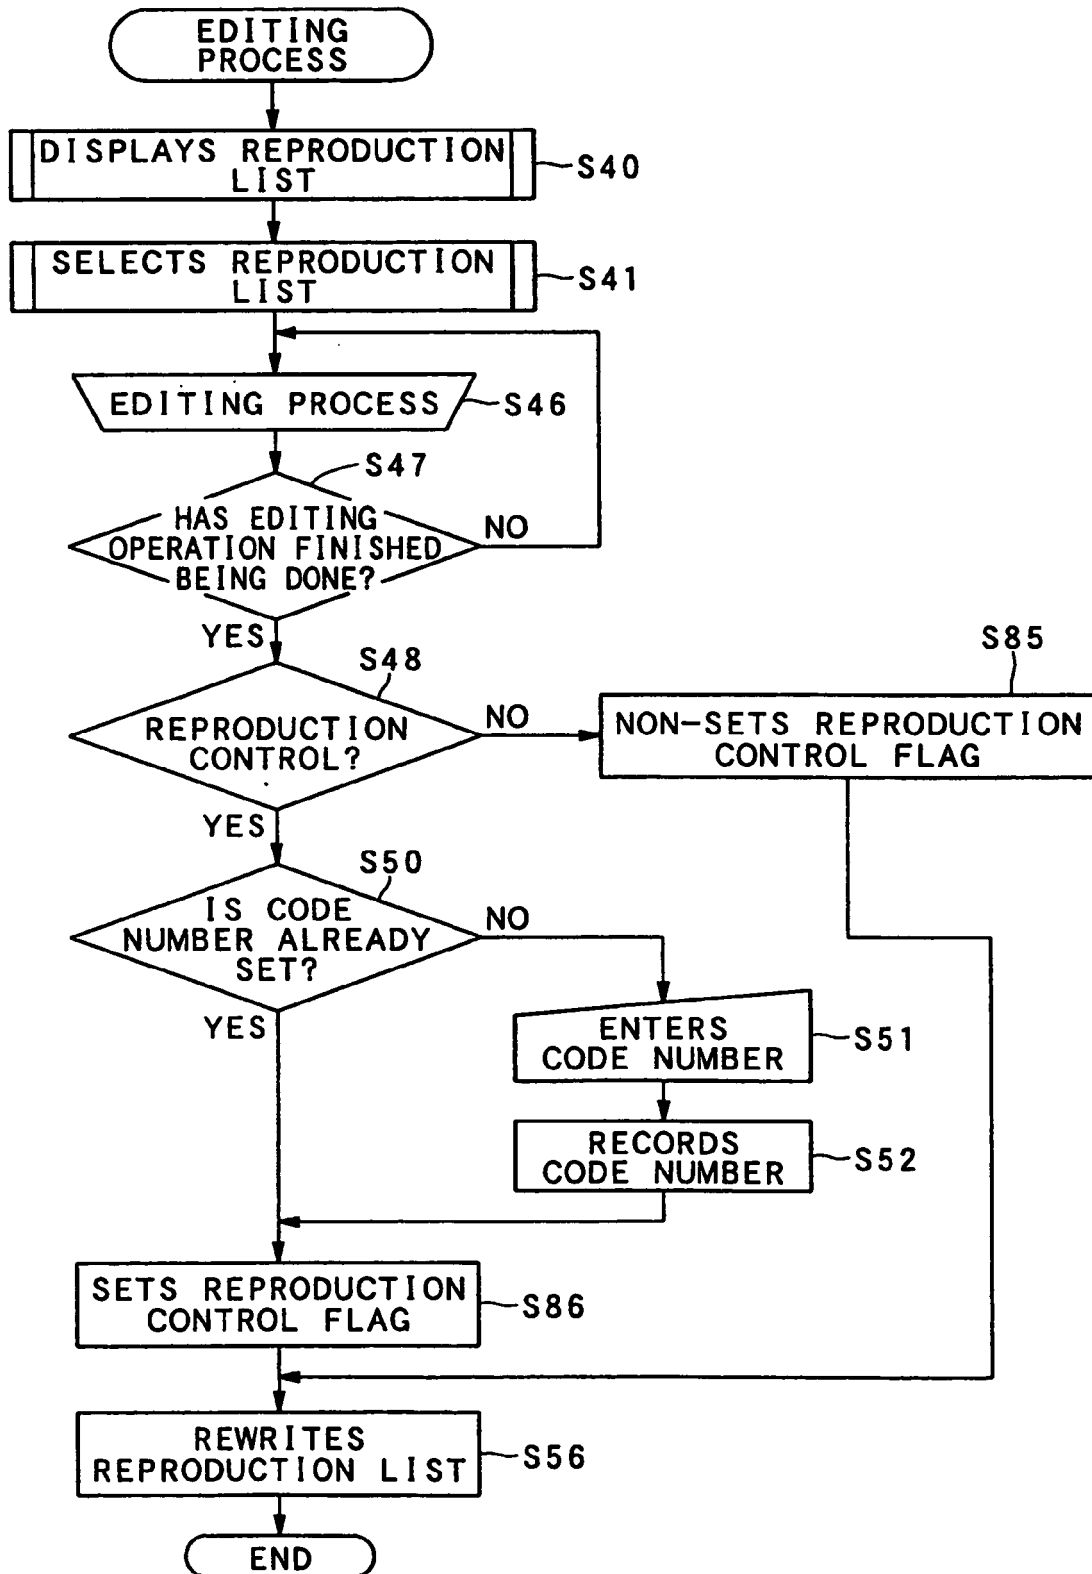 EDITING
PROCESS
DISPLAYS REPRODUCTION
LIST
S40
SELECTS REPRODUCTION
LIST
S41
EDITING PROCESS
S46
S47
HAS EDITING
OPERATION FINISHED
BEING DONE?
NO
YES
S48
REPRODUCTION
CONTROL?
NO
S85
NON-SETS REPRODUCTION
CONTROL FLAG
YES
S50
IS CODE
NUMBER ALREADY
SET?
NO
YES
ENTERS
CODE NUMBER
S51
RECORDS
CODE NUMBER
S52
SETS REPRODUCTION
CONTROL FLAG
S86
REWRITES
REPRODUCTION LIST
S56
END